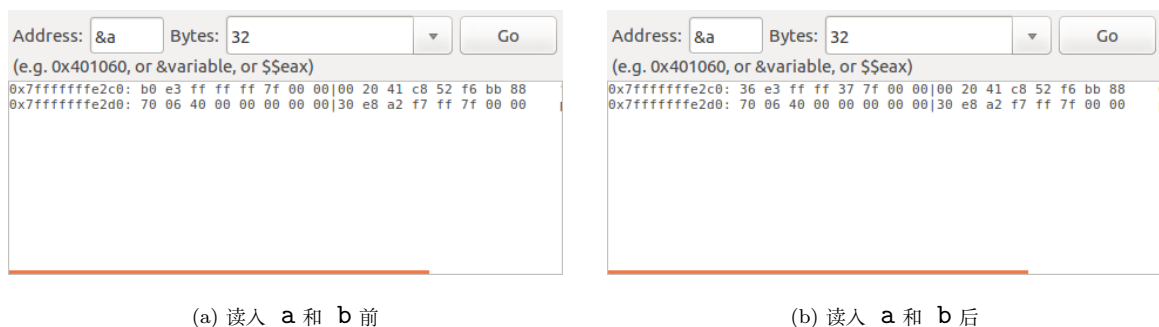 Address: &a Bytes: 32 Go
(e.g. 0x401060, or &variable, or $$eax)
0x7fffffffe2c0: b0 e3 ff ff ff 7f 00 00|00 20 41 c8 52 f6 bb 88
0x7fffffffe2d0: 70 06 40 00 00 00 00 00|30 e8 a2 f7 ff 7f 00 00
(a) 读入 a 和 b 前
Address: &a Bytes: 32 Go
(e.g. 0x401060, or &variable, or $$eax)
0x7fffffffe2c0: 36 e3 ff ff 37 7f 00 00|00 20 41 c8 52 f6 bb 88
0x7fffffffe2d0: 70 06 40 00 00 00 00 00|30 e8 a2 f7 ff 7f 00 00
(b) 读入 a 和 b 后